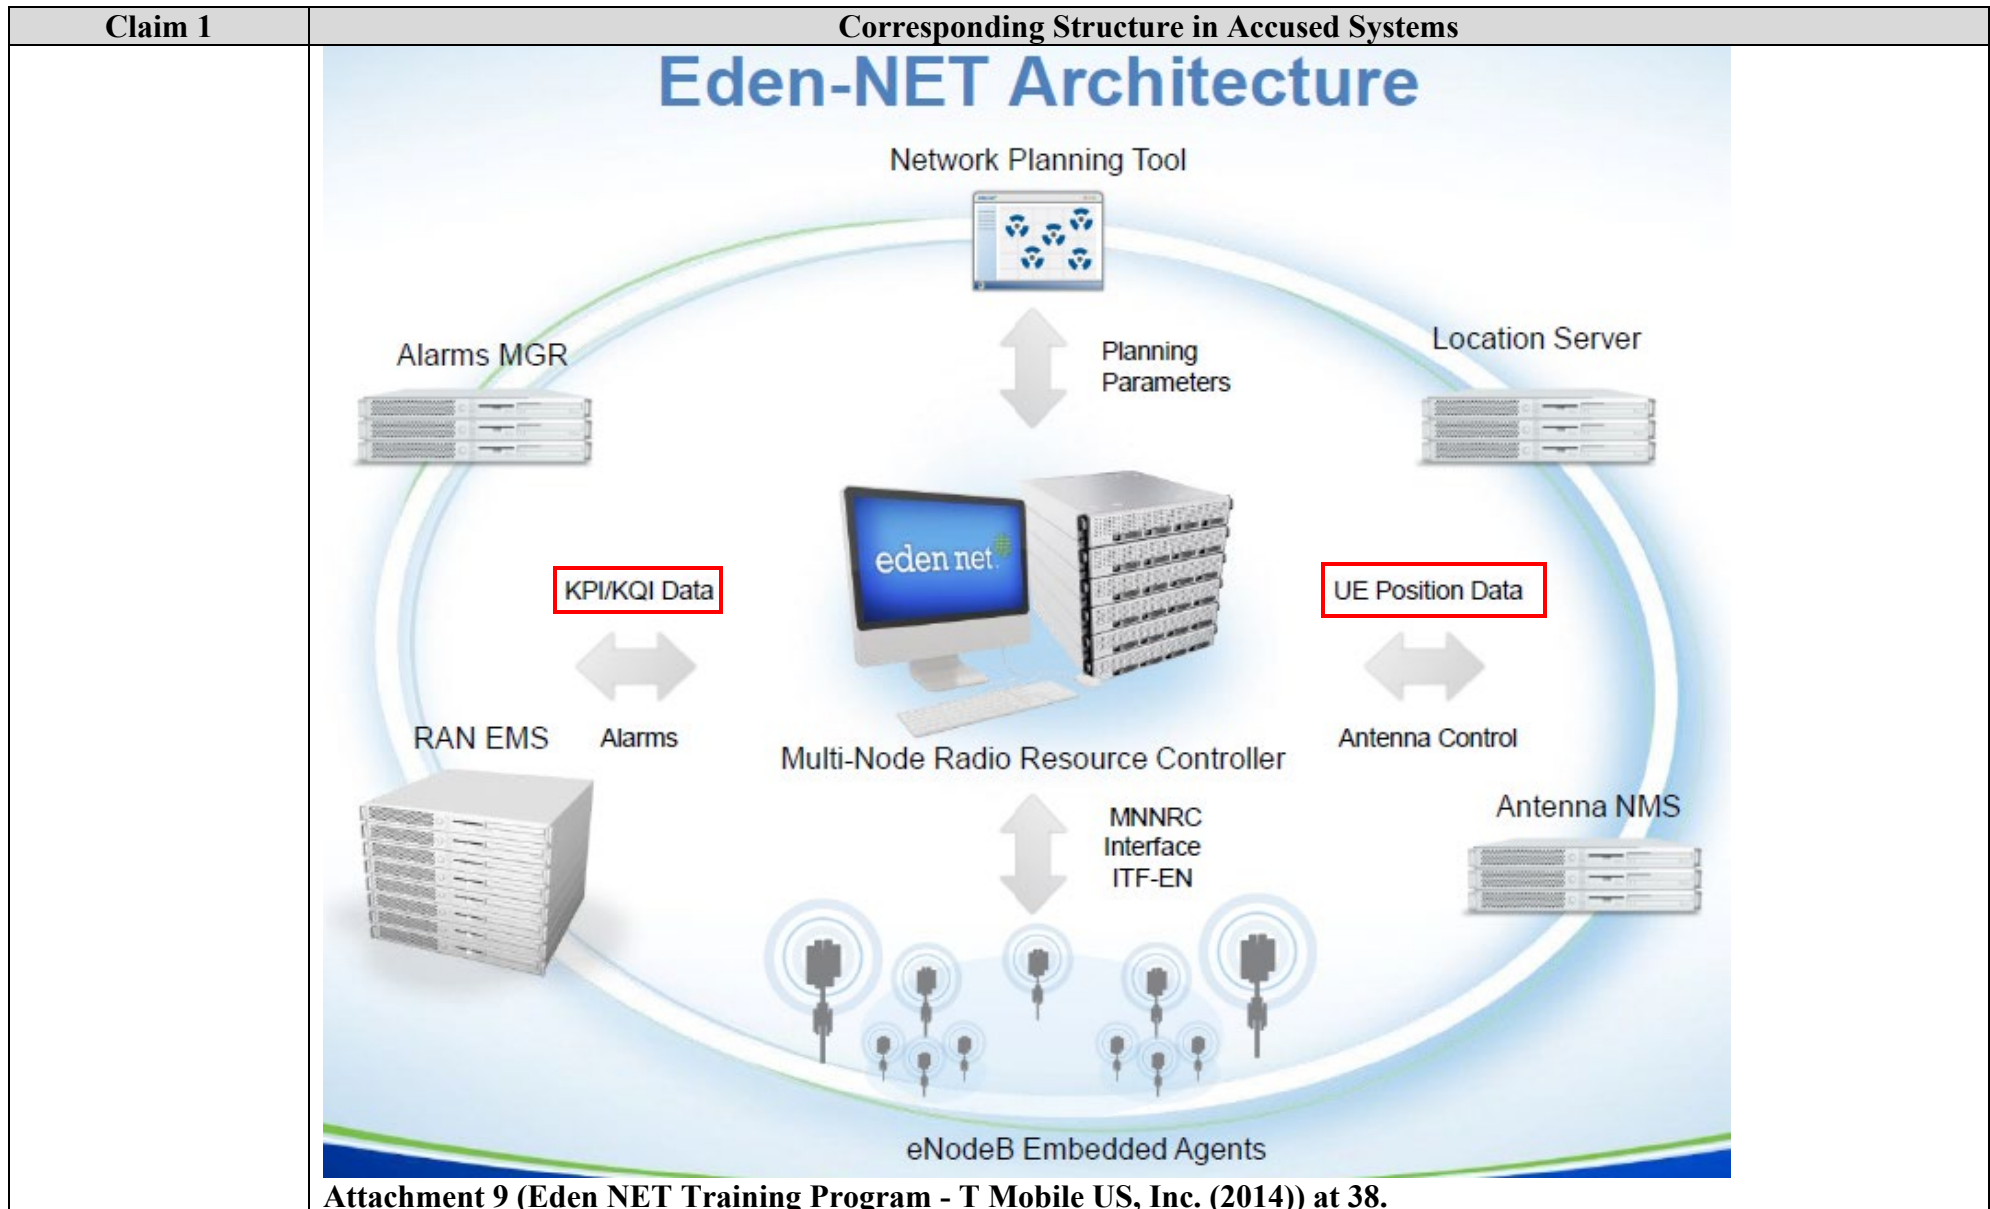 Claim 1
Corresponding Structure in Accused Systems
Eden-NET Architecture
Network Planning Tool
Planning
Parameters
Location Server
Alarms MGR
eden net
KPI/KQI Data
UE Position Data
RAN EMS
Alarms
Multi-Node Radio Resource Controller
Antenna Control
MNNRC
Interface
ITF-EN
Antenna NMS
eNodeB Embedded Agents
Attachment 9 (Eden NET Training Program - T Mobile US, Inc. (2014)) at 38.